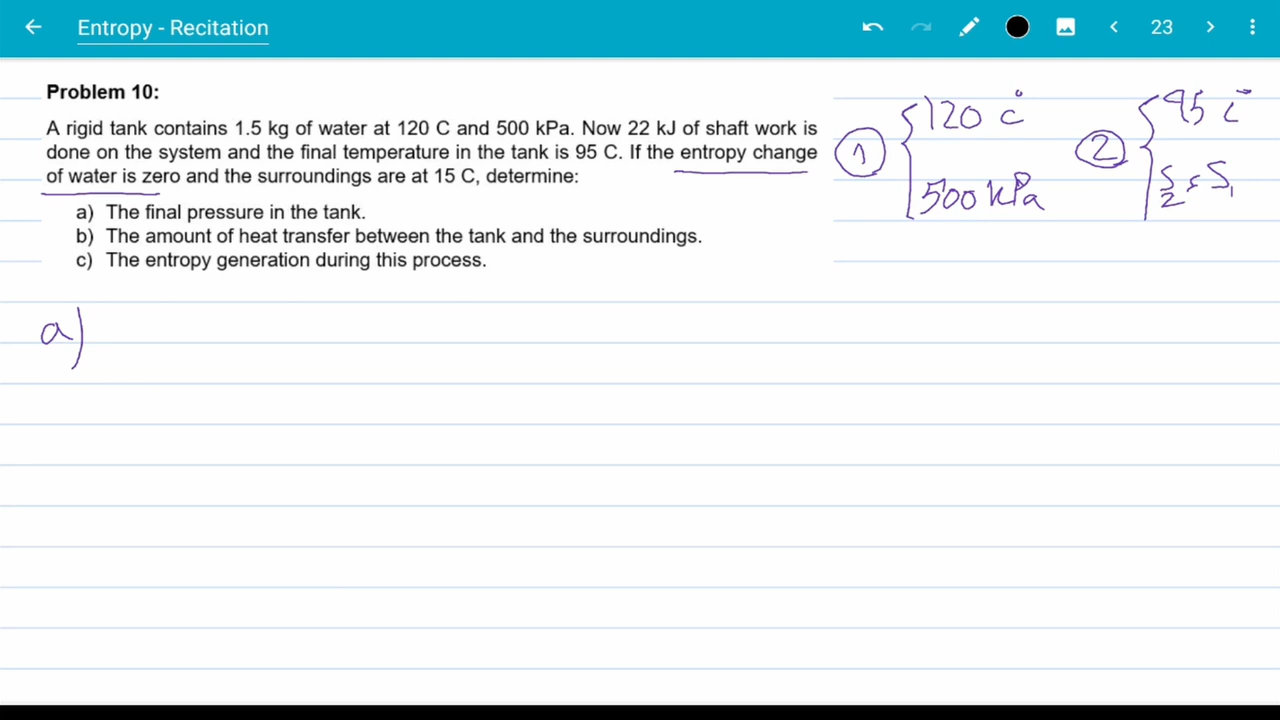 Entropy - Recitation
23
Problem 10:
A rigid tank contains 1.5 kg of water at 120 C and 500 kPa. Now 22 kJ of shaft work is
done on the system and the final temperature in the tank is 95 C. If the entropy change
of water is zero and the surroundings are at 15 C, determine:
a) The final pressure in the tank.
b) The amount of heat transfer between the tank and the surroundings.
c) The entropy generation during this process.
1
120 c°
500 kPa
2
95 c°
S2 = S1
a)